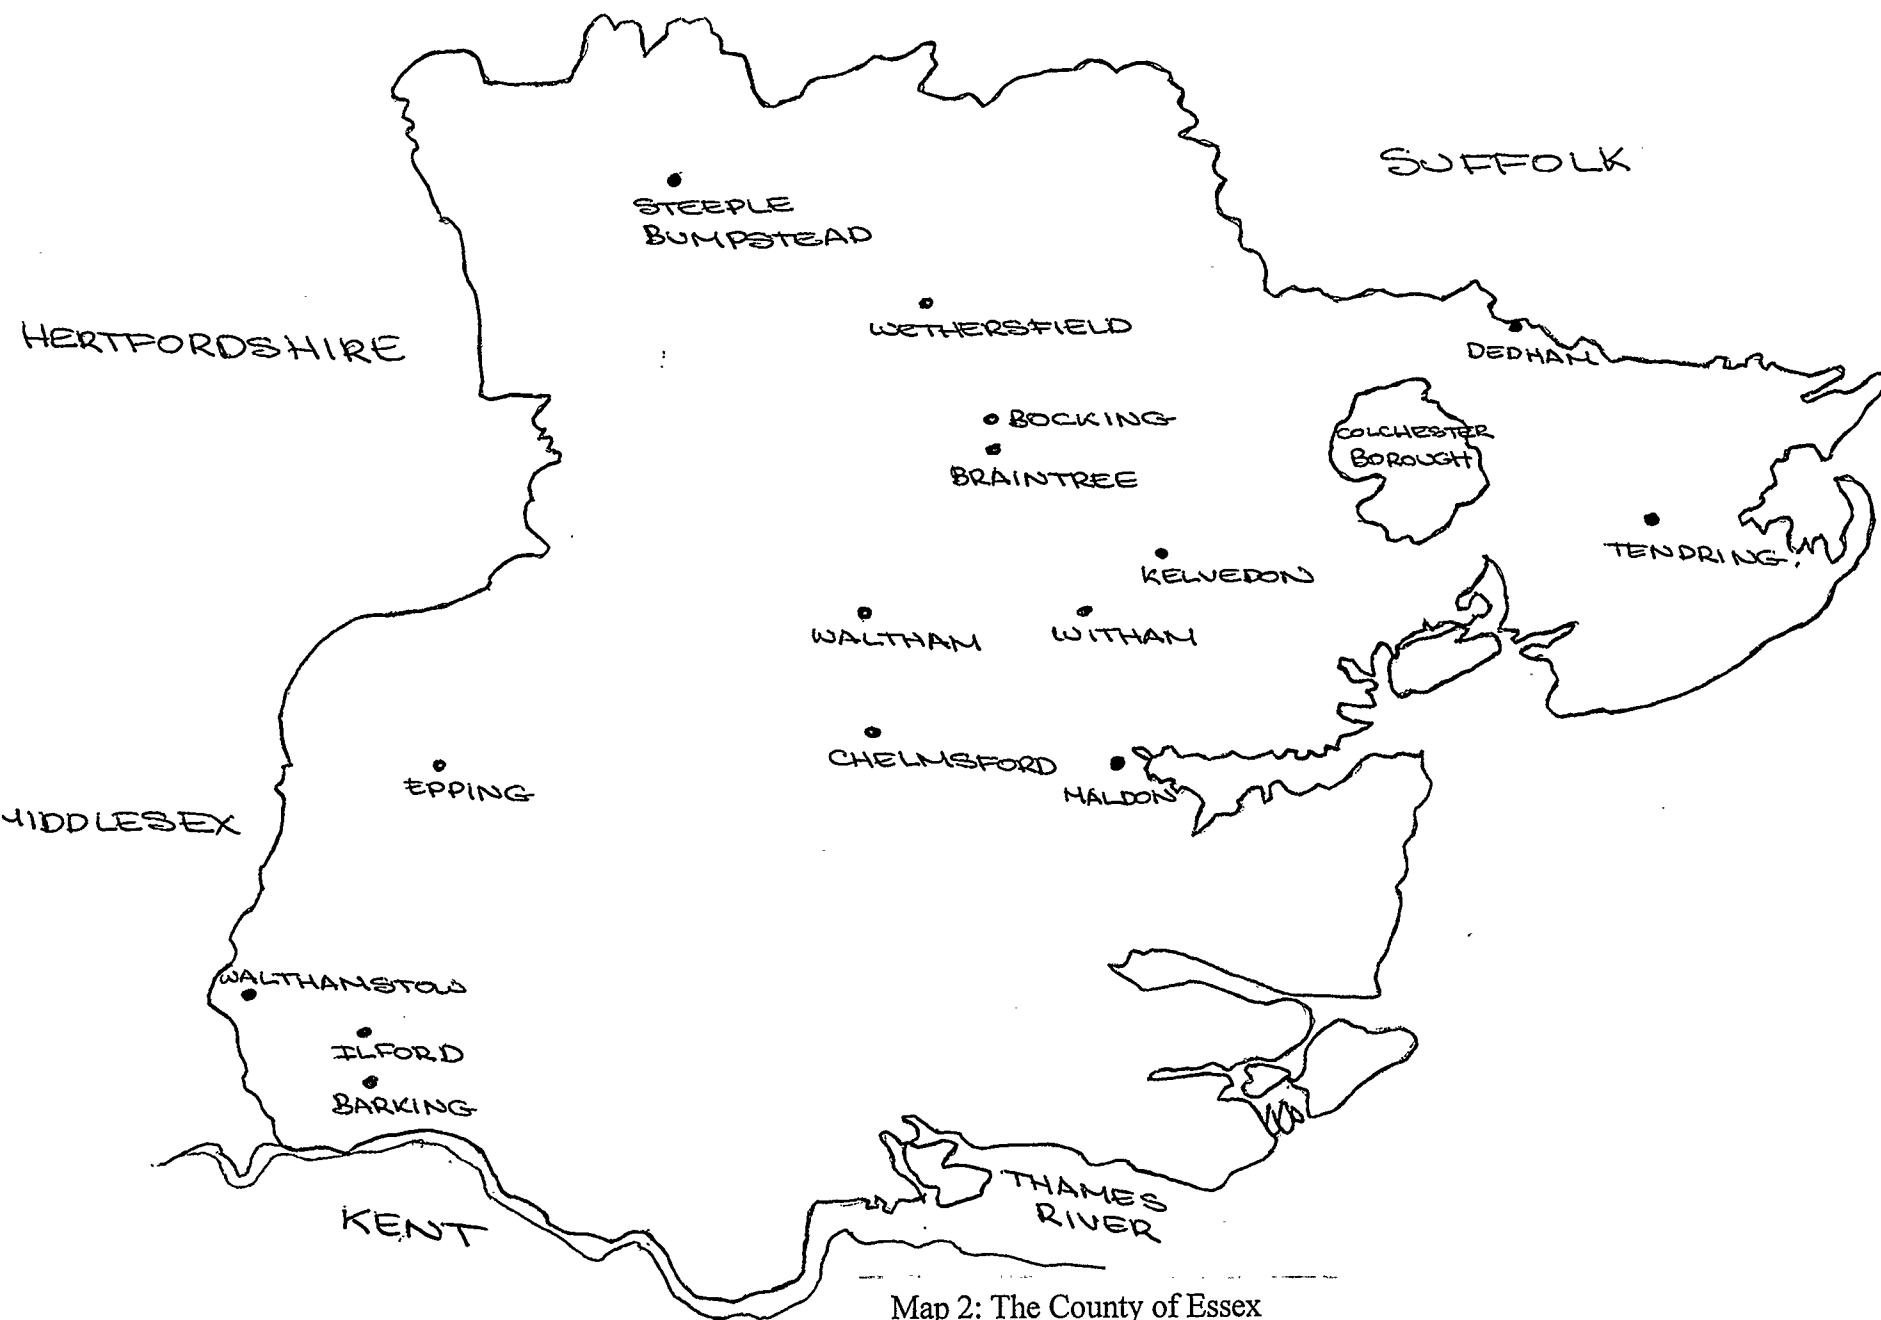 SUFFOLK
STEEPLE
BUMPSTEAD
WETHERSFIELD
HERTFORDSHIRE
DEDHAM
BOCKING
COLCHESTER
BOROUGH
BRAINTREE
TENDRING
KELVEDON
WALTHAM
WITHAM
CHELMSFORD
EPPING
MALDON
MIDDLESEX
WALTHAMSTOW
ILFORD
BARKING
THAMES
RIVER
KENT
Map 2: The County of Essex